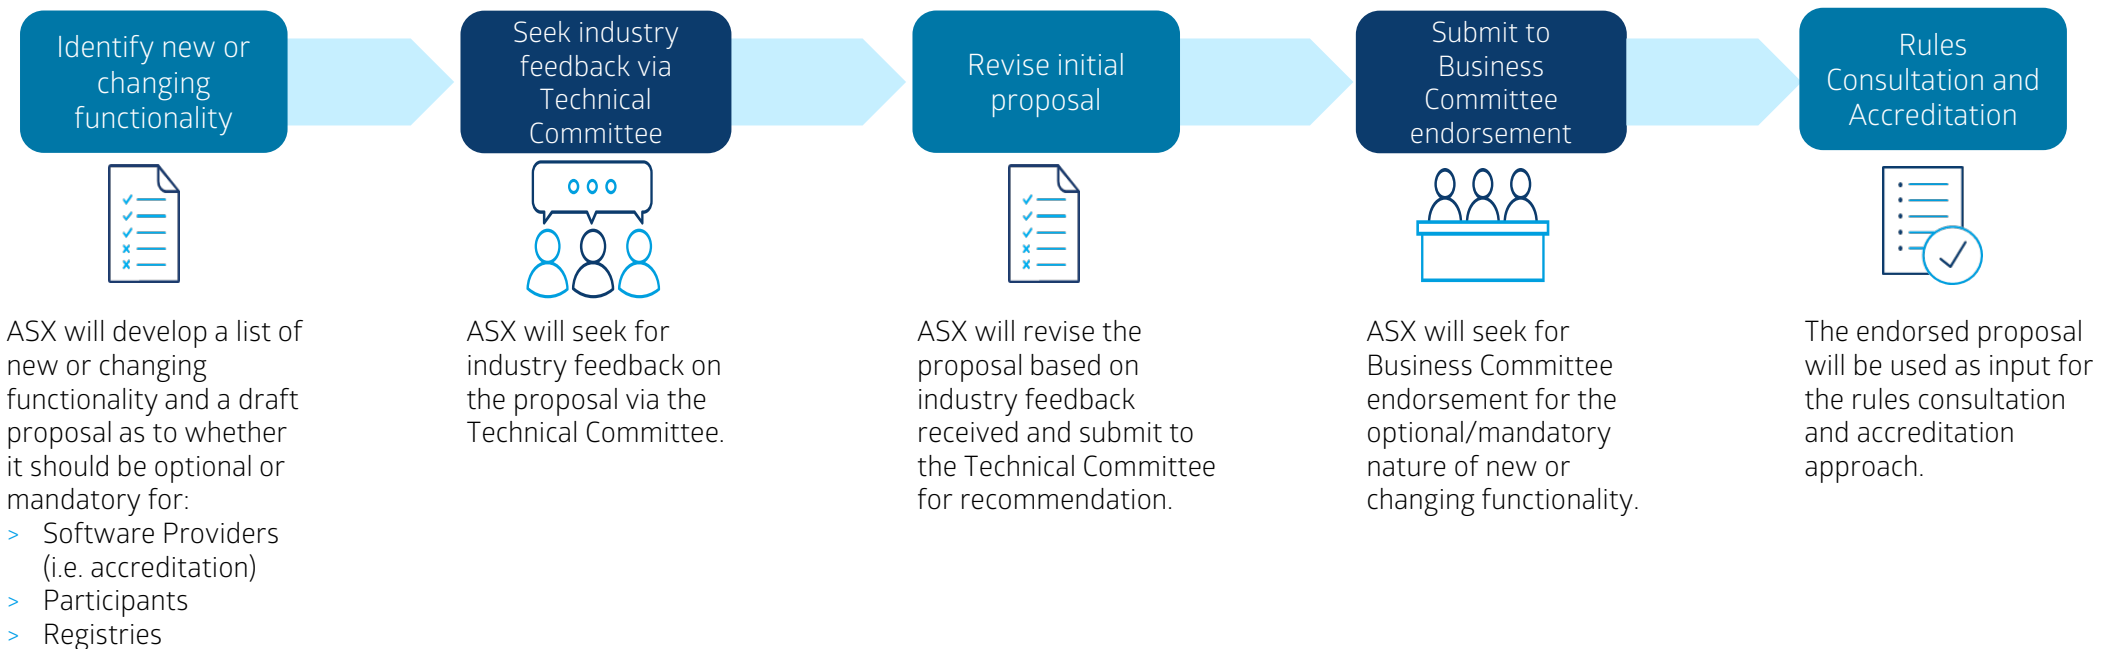 Identify new or
changing
functionality
Seek industry
feedback via
Technical
Committee
Revise initial
proposal
Submit to
Business
Committee
endorsement
Rules
Consultation and
Accreditation
ASX will develop a list of
new or changing
functionality and a draft
proposal as to whether
it should be optional or
mandatory for:
> Software Providers
(i.e. accreditation)
> Participants
> Registries
ASX will seek for
industry feedback on
the proposal via the
Technical Committee.
ASX will revise the
proposal based on
industry feedback
received and submit to
the Technical Committee
for recommendation.
ASX will seek for
Business Committee
endorsement for the
optional/mandatory
nature of new or
changing functionality.
The endorsed proposal
will be used as input for
the rules consultation
and accreditation
approach.